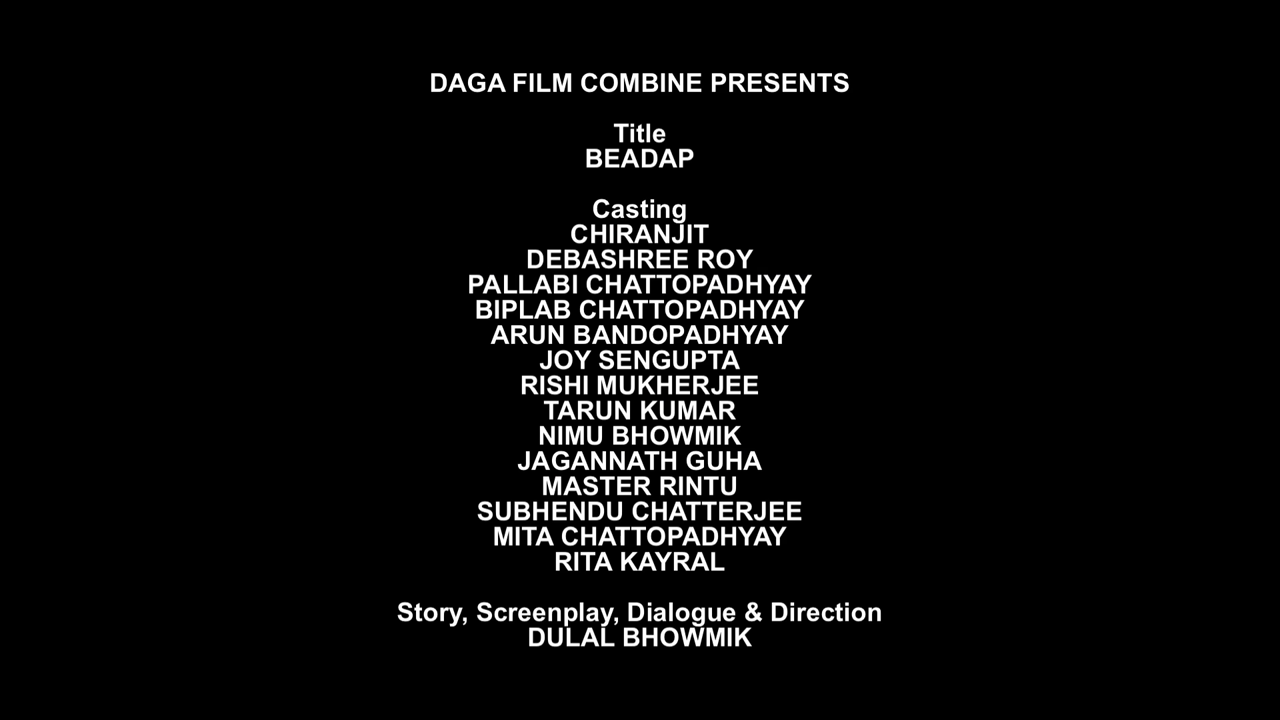 DAGA FILM COMBINE PRESENTS
Title
BEADAP
Casting
CHIRANJIT
DEBASHREE ROY
PALLABI CHATTOPADHYAY
BIPLAB CHATTOPADHYAY
ARUN BANDOPADHYAY
JOY SENGUPTA
RISHI MUKHERJEE
TARUN KUMAR
NIMU BHOWMIK
JAGANNATH GUHA
MASTER RINTU
SUBHENDU CHATTERJEE
MITA CHATTOPADHYAY
RITA KAYRAL
Story, Screenplay, Dialogue & Direction
DULAL BHOWMIK